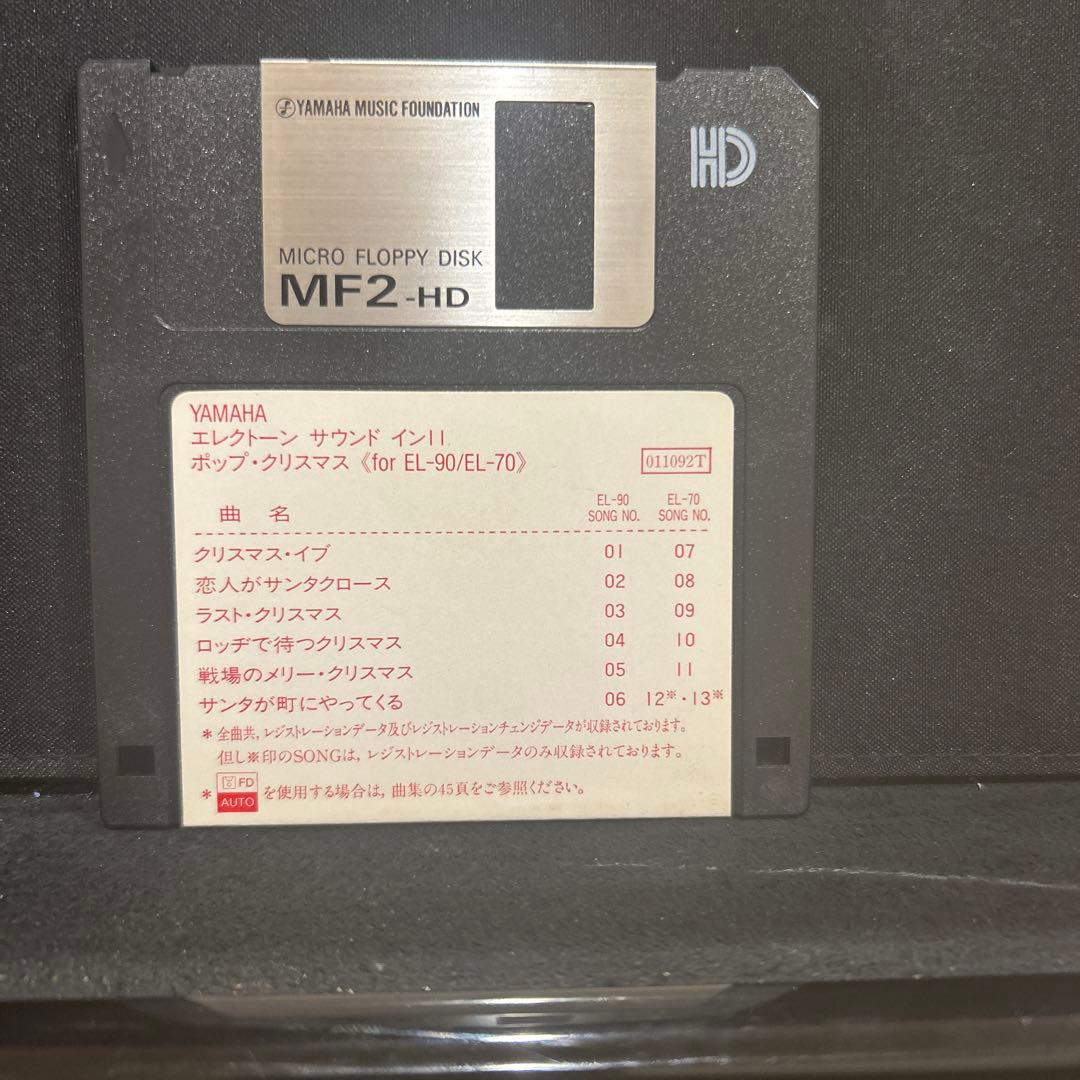 YAMAHA MUSIC FOUNDATION
HD
MICRO FLOPPY DISK
MF2-HD
YAMAHA
エレクトーン サウンド インII
ポップ・クリスマス《for EL-90/EL-70》
011092T
曲 名 EL-90 SONG NO. EL-70 SONG NO.
クリスマス・イブ 01 07
恋人がサンタクロース 02 08
ラスト・クリスマス 03 09
ロッヂで待つクリスマス 04 10
戦場のメリー・クリスマス 05 11
サンタが町にやってくる 06 12※・13※
＊全曲共，レジストレーションデータ及びレジストレーションチェンジデータが収録されております。
但し※印のSONGは，レジストレーションデータのみ収録されております。
＊FD AUTO を使用する場合は，曲集の45頁をご参照ください。